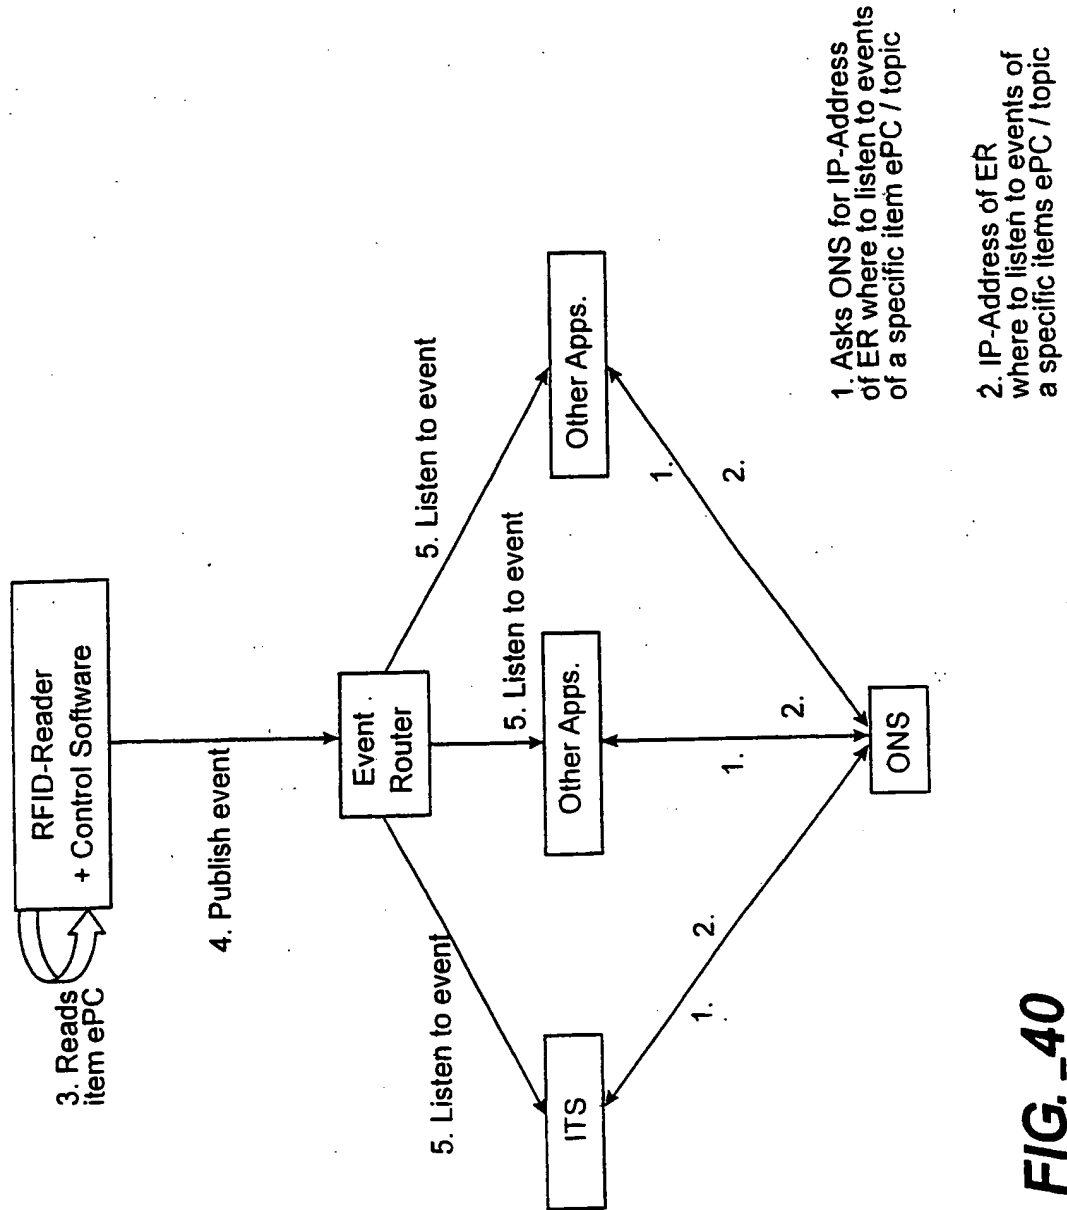 3. Reads
item ePC
RFID-Reader
+ Control Software
4. Publish event
Event
Router
5. Listen to event
5. Listen to event
5. Listen to event
ITS
Other Apps.
Other Apps.
1.
2.
1.
2.
1.
2.
ONS
1. Asks ONS for IP-Address
of ER where to listen to events
of a specific item ePC / topic
2. IP-Address of ER
where to listen to events of
a specific items ePC / topic
FIG._40